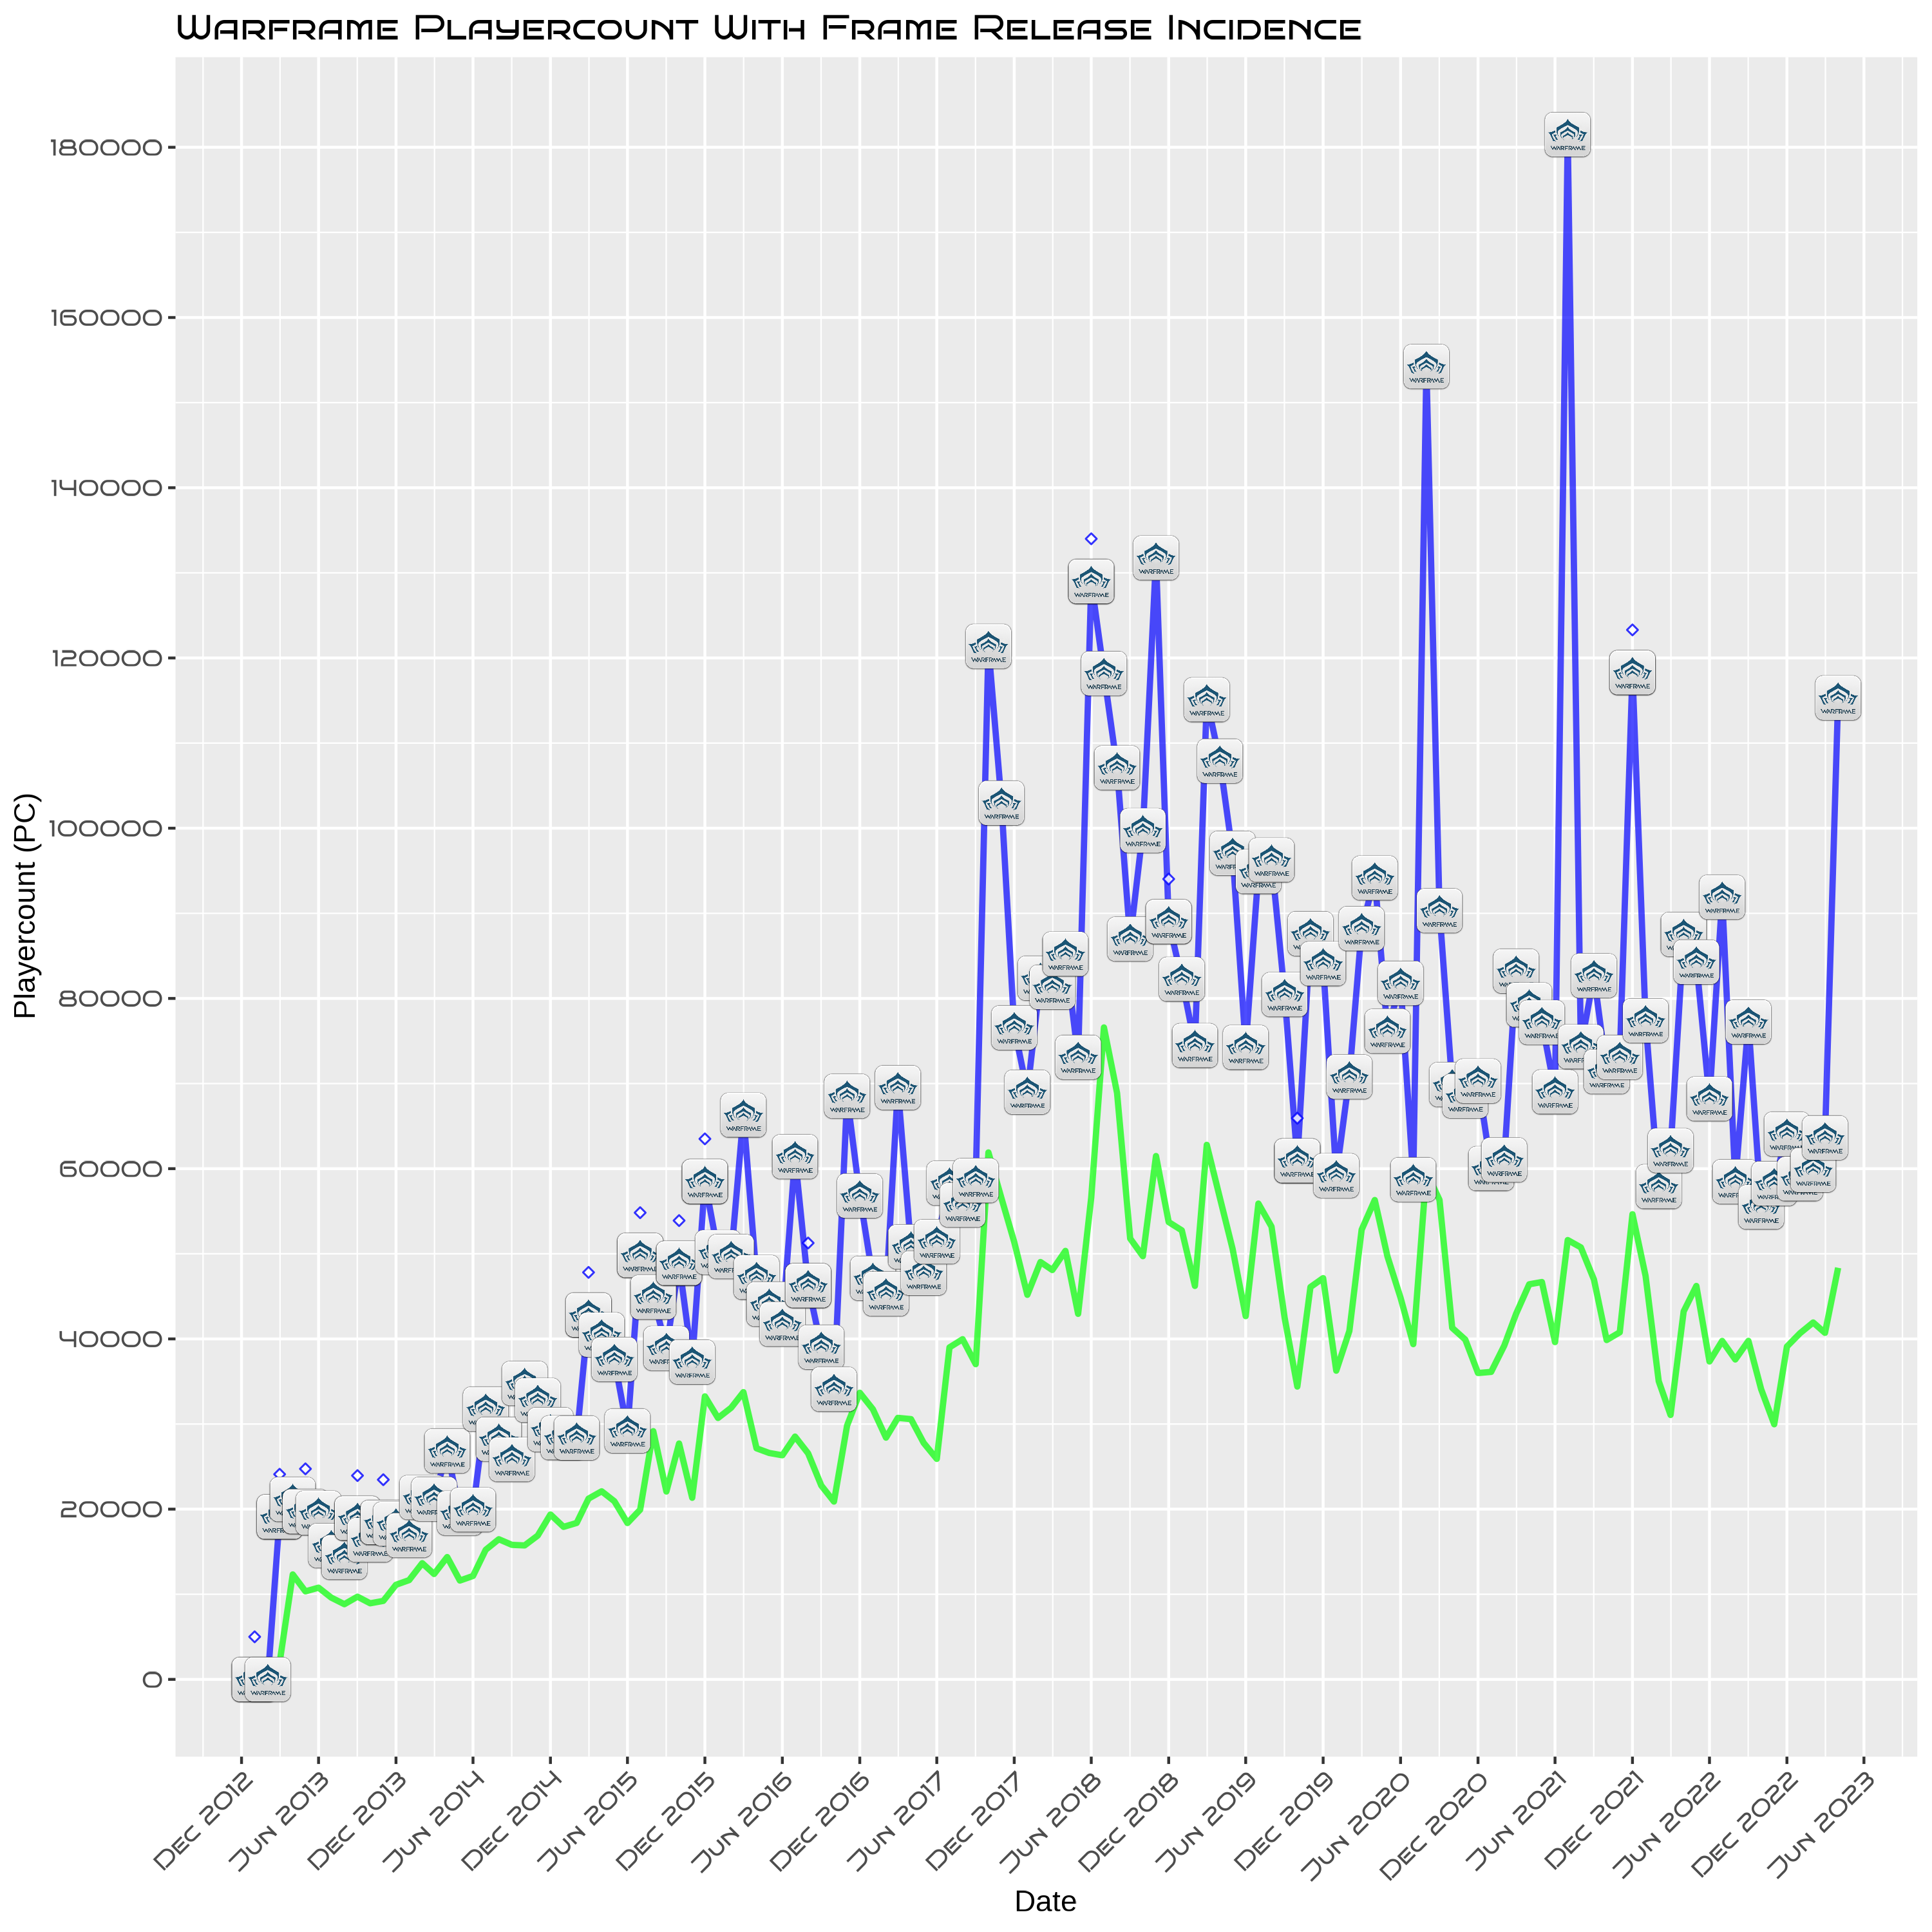 Warframe Playercount With Frame Release Incidence
Playercount (PC)
180000
160000
140000
120000
100000
80000
60000
40000
20000
0
WARFRAME
Dec 2012
Jun 2013
Dec 2013
Jun 2014
Dec 2014
Jun 2015
Dec 2015
Jun 2016
Dec 2016
Jun 2017
Dec 2017
Jun 2018
Dec 2018
Jun 2019
Dec 2019
Jun 2020
Dec 2020
Jun 2021
Dec 2021
Jun 2022
Dec 2022
Jun 2023
Date